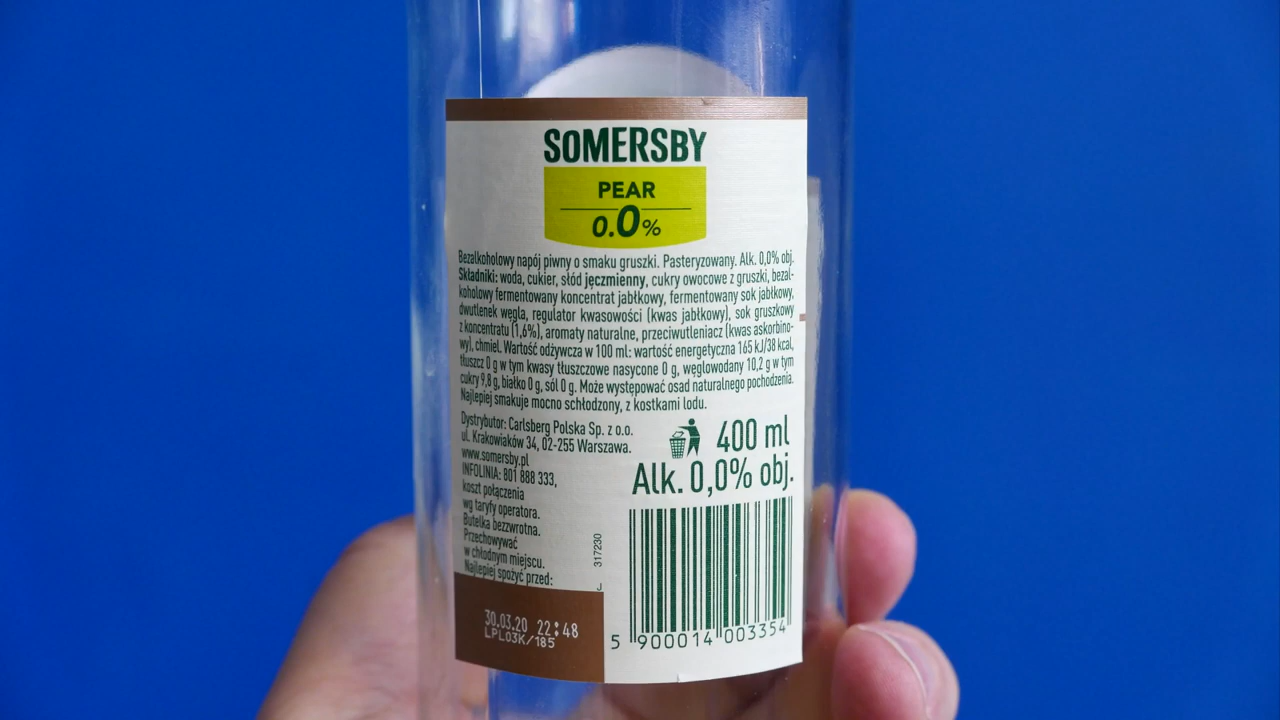 SOMERSBY
PEAR
0.0%
Bezalkoholowy napój piwny o smaku gruszki. Pasteryzowany. Alk. 0,0% obj.
Składniki: woda, cukier, słód jęczmienny, cukry owocowe z gruszki, bezal-
koholowy fermentowany koncentrat jabłkowy, fermentowany sok jabłkowy,
dwutlenek węgla, regulator kwasowości (kwas jabłkowy), sok gruszkowy
z koncentratu (1,6%), aromaty naturalne, przeciwutleniacz (kwas askorbino-
wy), chmiel. Wartość odżywcza w 100 ml: wartość energetyczna 165 kJ/38 kcal,
tłuszcz 0 g w tym kwasy tłuszczowe nasycone 0 g, węglowodany 10,2 g w tym
cukry 9,8 g, białko 0 g, sól 0 g. Może występować osad naturalnego pochodzenia.
Najlepiej smakuje mocno schłodzony, z kostkami lodu.
Dystrybutor: Carlsberg Polska Sp. z o.o.
ul. Krakowiaków 34, 02-255 Warszawa.
www.somersby.pl
INFOLINIA: 801 888 333,
koszt połączenia
wg taryfy operatora.
Butelka bezzwrotna.
Przechowywać
w chłodnym miejscu.
Najlepiej spożyć przed:
30.03.20 22:48
LPL03K/185
400 ml
Alk. 0,0% obj.
J 317230
5 900014 003354